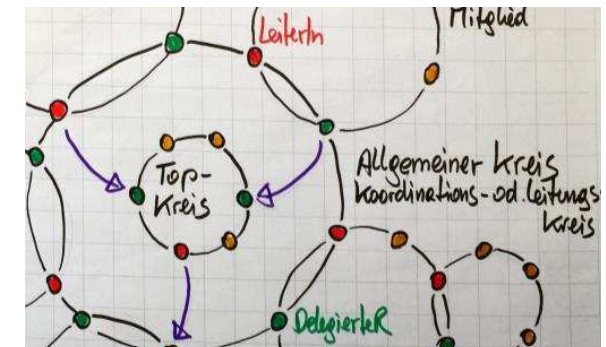 Mitglied
LeiterIn
Top-
Kreis
Allgemeiner Kreis
Koordinations-od.Leitungs-
Kreis
DelegierteR